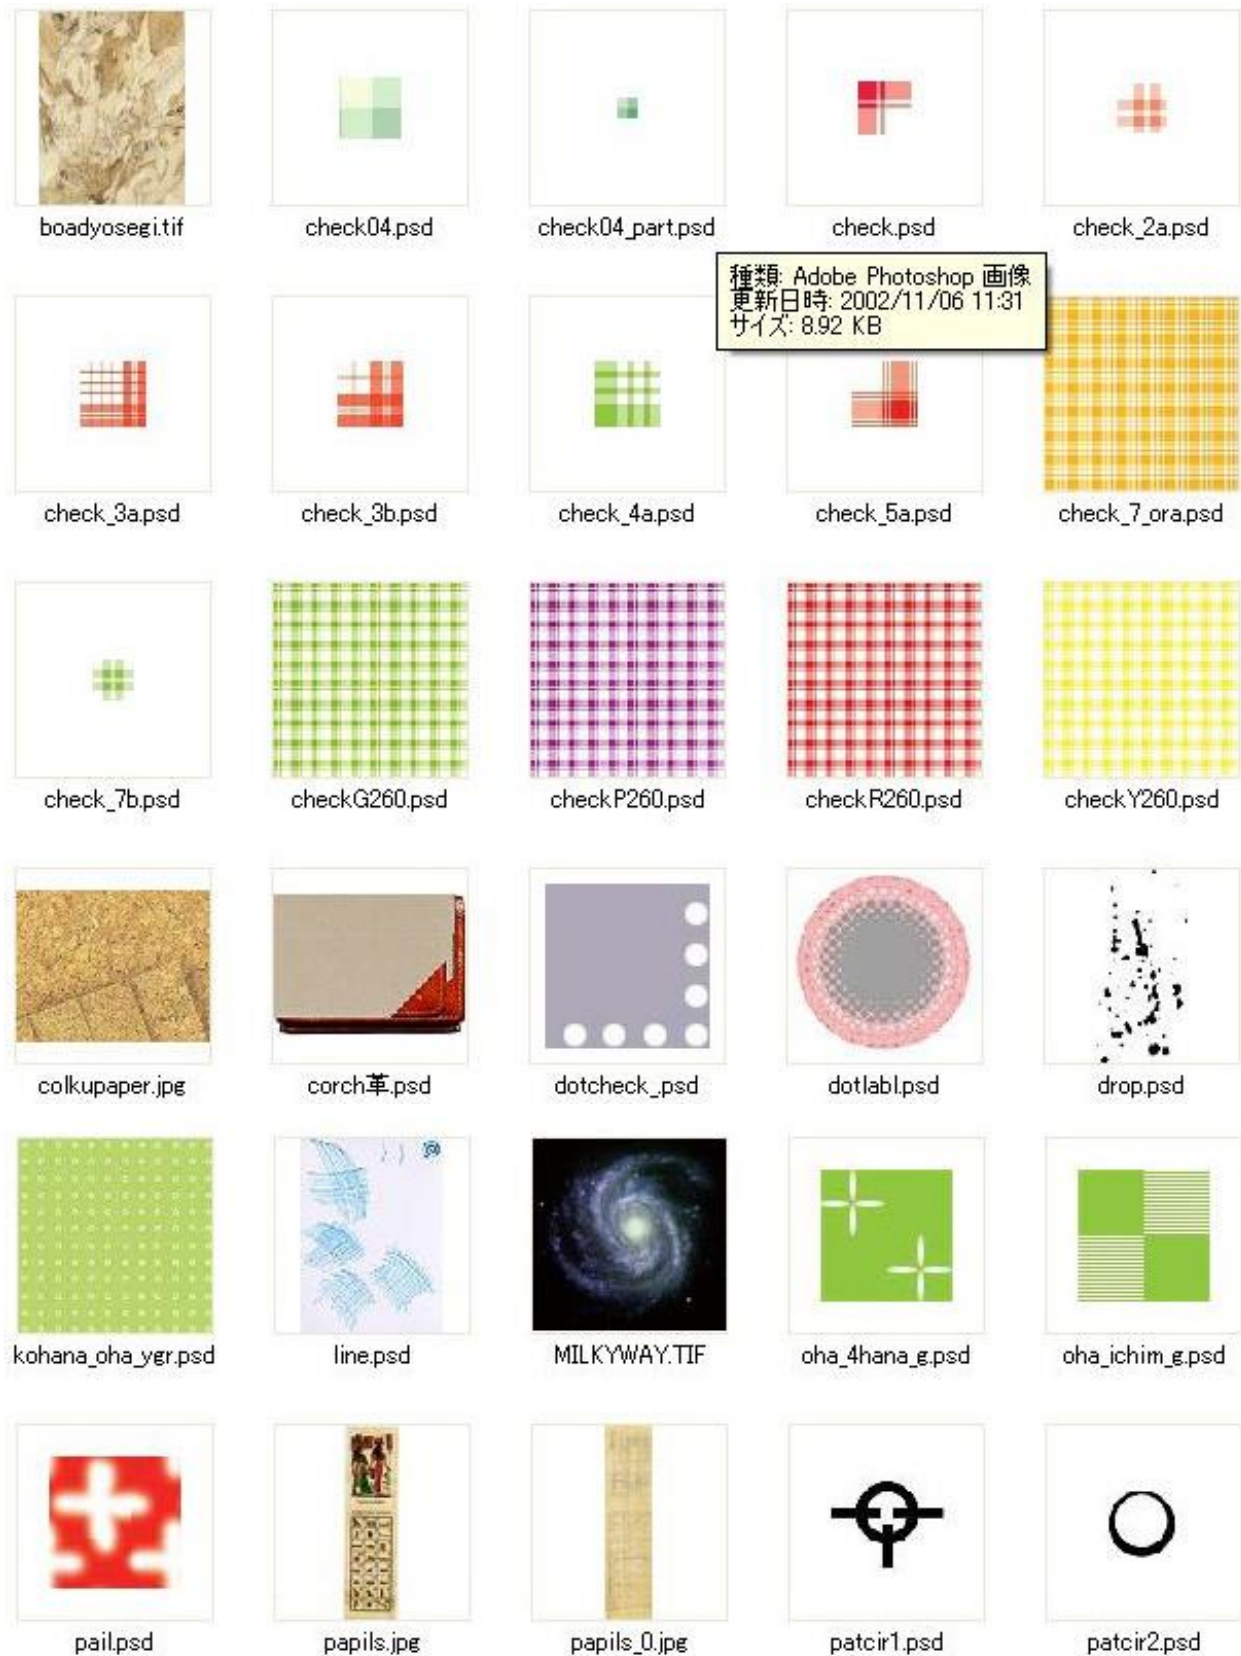 boadyosegi.tif
check04.psd
check04_part.psd
check.psd
check_2a.psd
種類: Adobe Photoshop 画像
更新日時: 2002/11/06 11:31
サイズ: 8.92 KB
check_3a.psd
check_3b.psd
check_4a.psd
check_5a.psd
check_7_ora.psd
check_7b.psd
checkG260.psd
checkP260.psd
checkR260.psd
checkY260.psd
colkupaper.jpg
corch革.psd
dotcheck_.psd
dotlabl.psd
drop.psd
kohana_oha_ygr.psd
line.psd
MILKYWAY.TIF
oha_4hana_g.psd
oha_ichim_g.psd
pail.psd
papils.jpg
papils_0.jpg
patcir1.psd
patcir2.psd